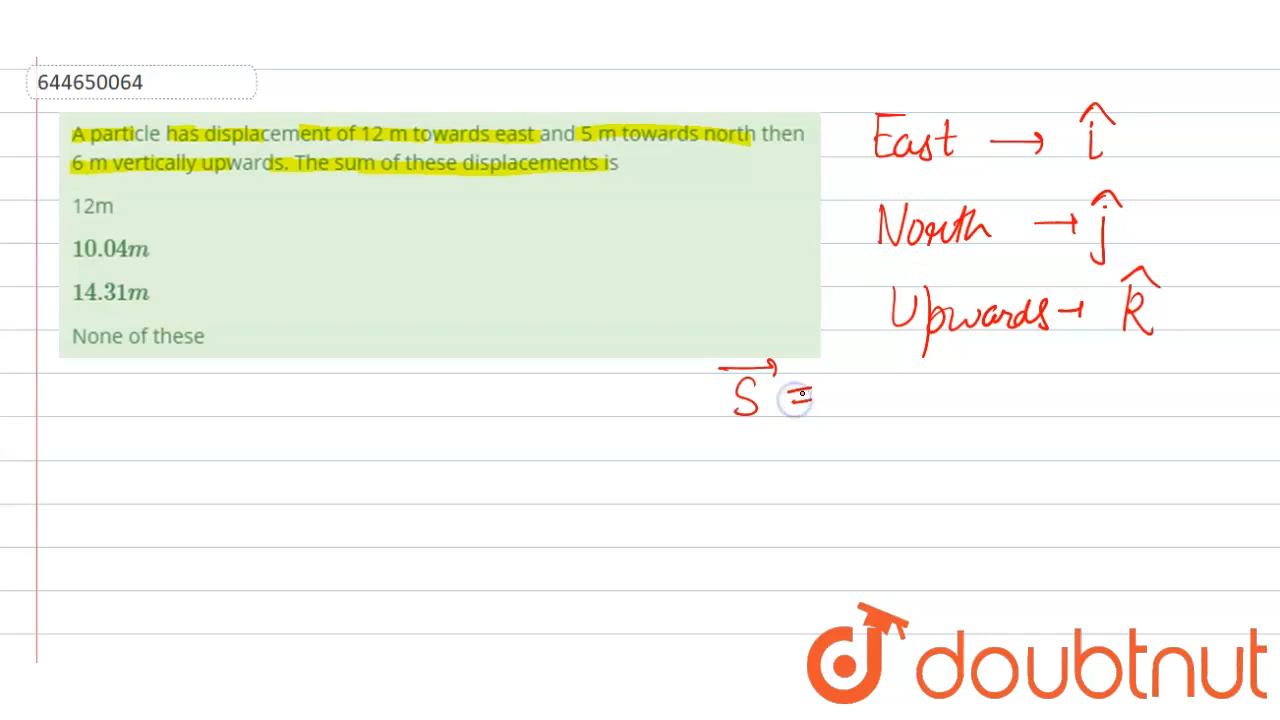 644650064
A particle has displacement of 12 m towards east and 5 m towards north then
6 m vertically upwards. The sum of these displacements is
12m
10.04m
14.31m
None of these
East → î
North → ĵ
Upwards → k̂
S⃗ =
doubtnut